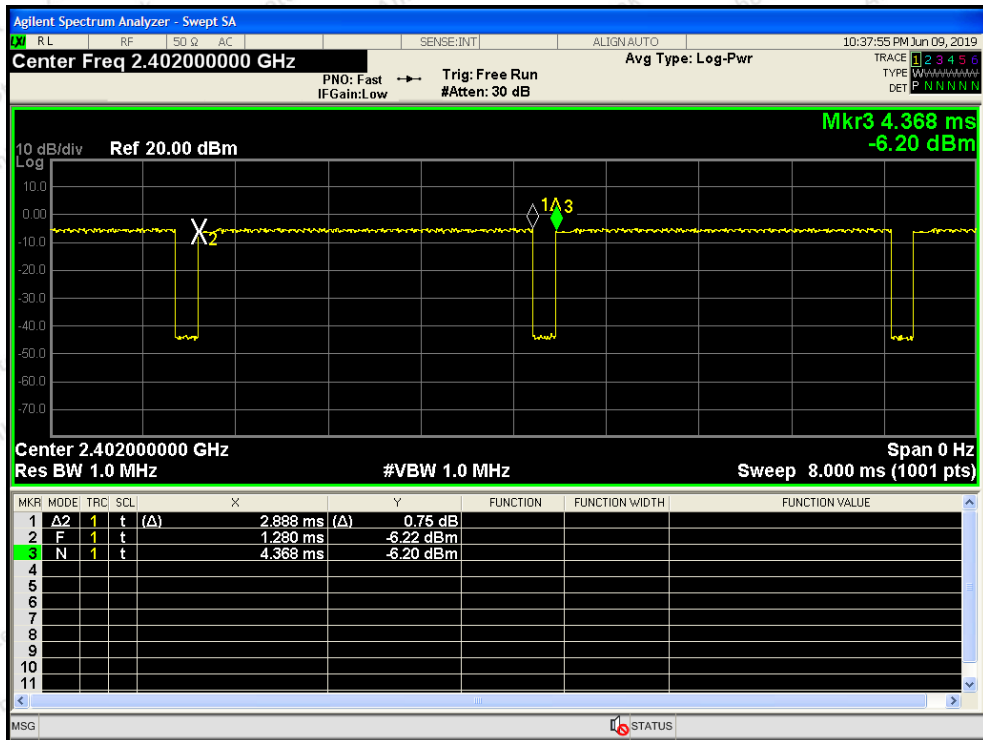 Agilent Spectrum Analyzer - Swept SA
LXI RL RF 50 Ω AC SENSE:INT ALIGN AUTO 10:37:55 PM Jun 09, 2019
Center Freq 2.402000000 GHz Avg Type: Log-Pwr TRACE 1 2 3 4 5 6
PNO: Fast Trig: Free Run TYPE WWWWWW
IFGain:Low #Atten: 30 dB DET P N N N N N
Mkr3 4.368 ms
10 dB/div Ref 20.00 dBm -6.20 dBm
Log
10.0
1Δ 3
0.00
2
-10.0
-20.0
-30.0
-40.0
-50.0
-60.0
-70.0
Center 2.402000000 GHz Span 0 Hz
Res BW 1.0 MHz #VBW 1.0 MHz Sweep 8.000 ms (1001 pts)
MKR MODE TRC SCL X Y FUNCTION FUNCTION WIDTH FUNCTION VALUE
1 Δ2 1 t (Δ) 2.888 ms (Δ) 0.75 dB
2 F 1 t 1.280 ms -6.22 dBm
3 N 1 t 4.368 ms -6.20 dBm
4
5
6
7
8
9
10
11
MSG STATUS